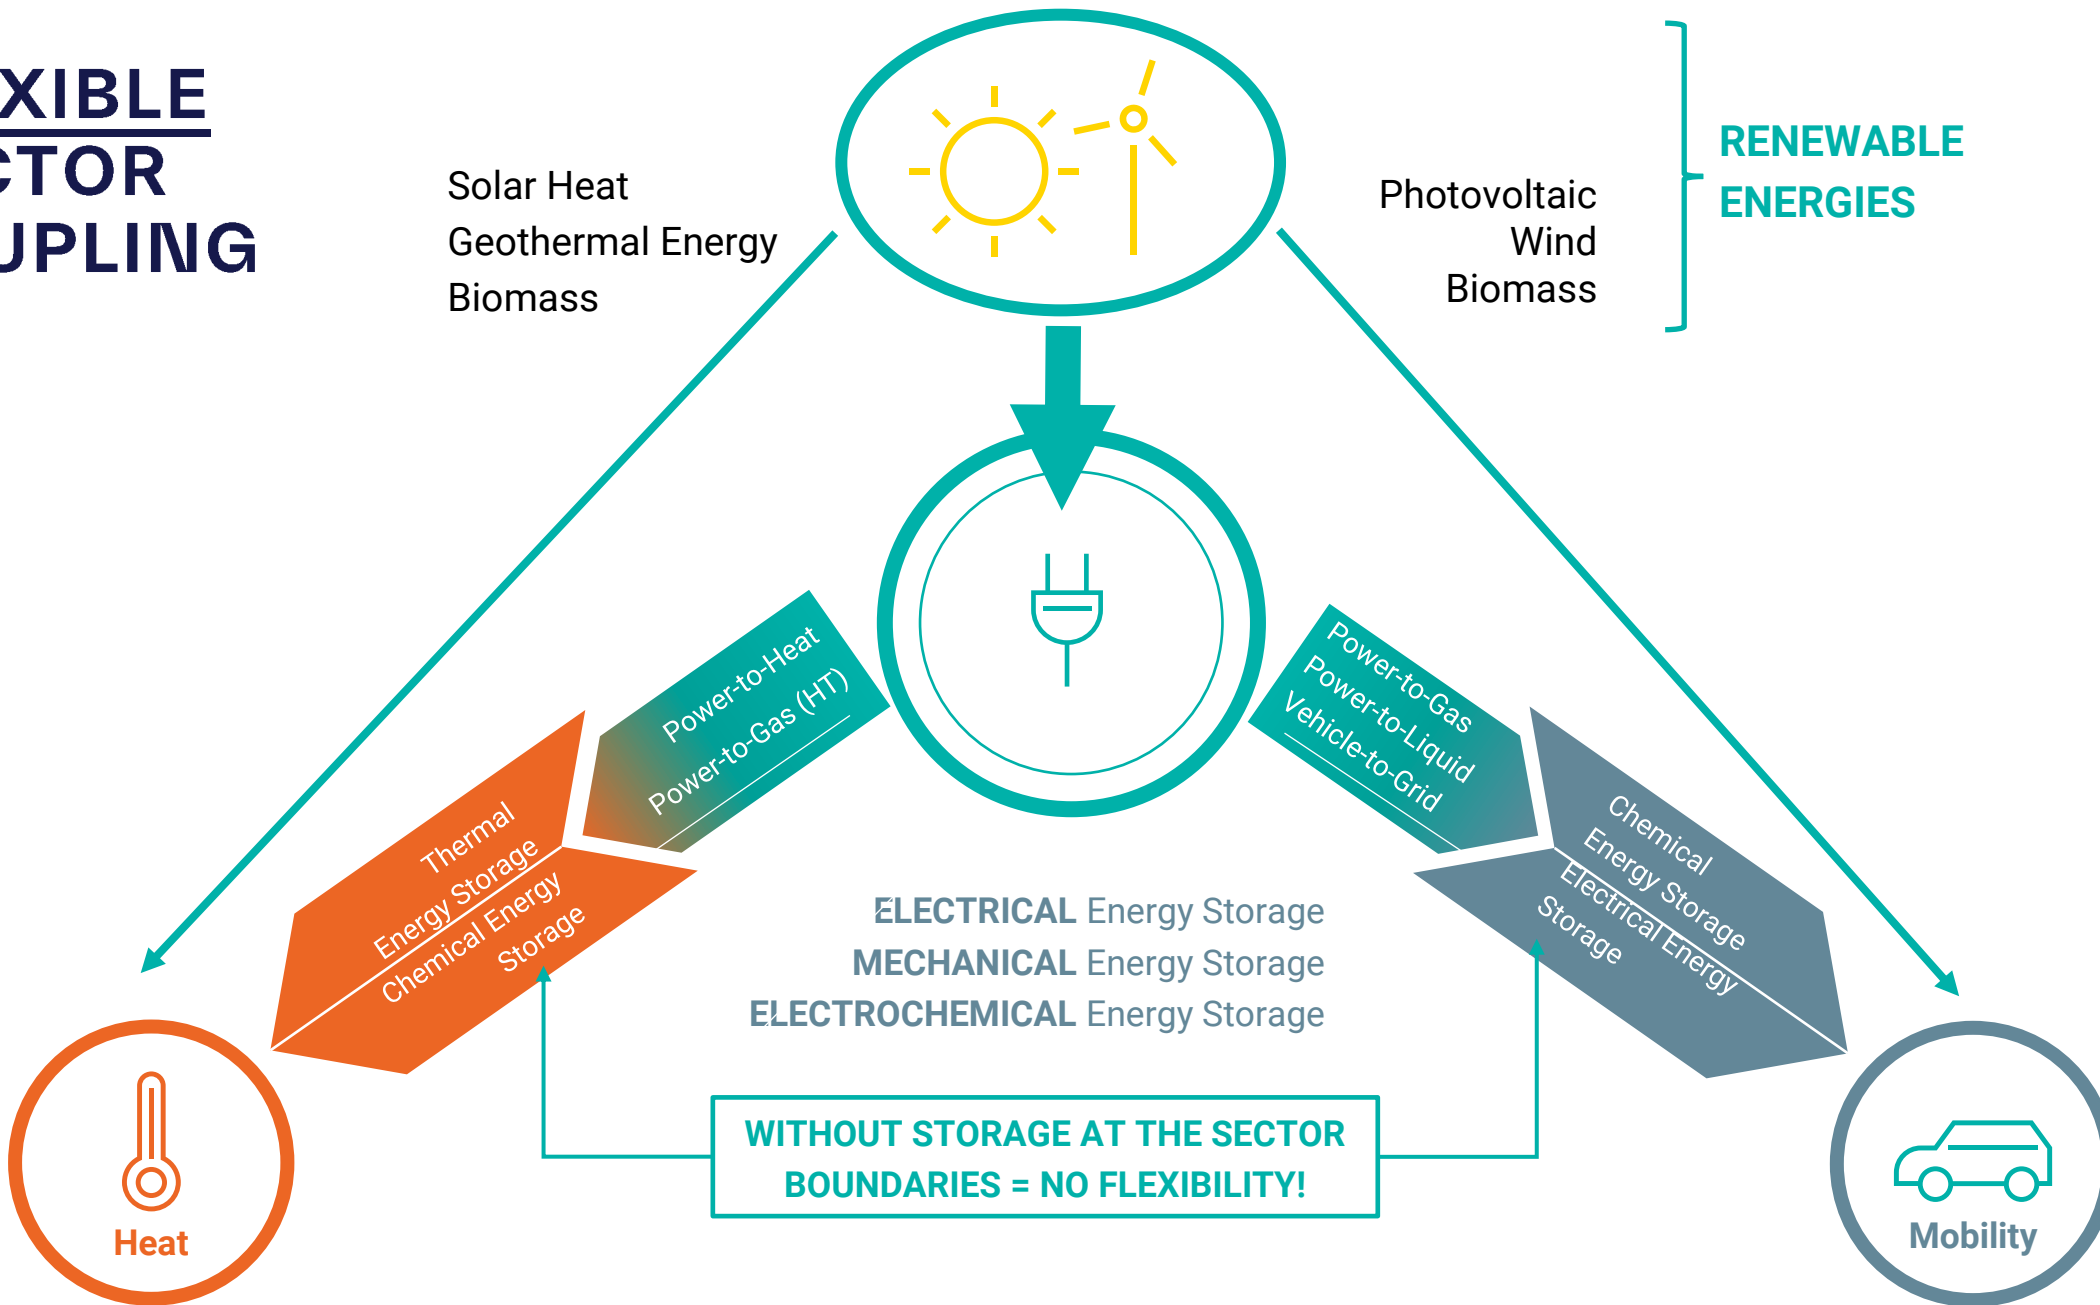 XIBLE
CTOR
UPLING
Solar Heat
Geothermal Energy
Biomass
Photovoltaic
Wind
Biomass
RENEWABLE
ENERGIES
Power-to-Heat
Power-to-Gas (HT)
Power-to-Gas
Power-to-Liquid
Vehicle-to-Grid
Thermal
Energy Storage
Chemical Energy
Storage
Chemical
Energy Storage
Electrical Energy
Storage
ELECTRICAL Energy Storage
MECHANICAL Energy Storage
ELECTROCHEMICAL Energy Storage
WITHOUT STORAGE AT THE SECTOR
BOUNDARIES = NO FLEXIBILITY!
Heat
Mobility